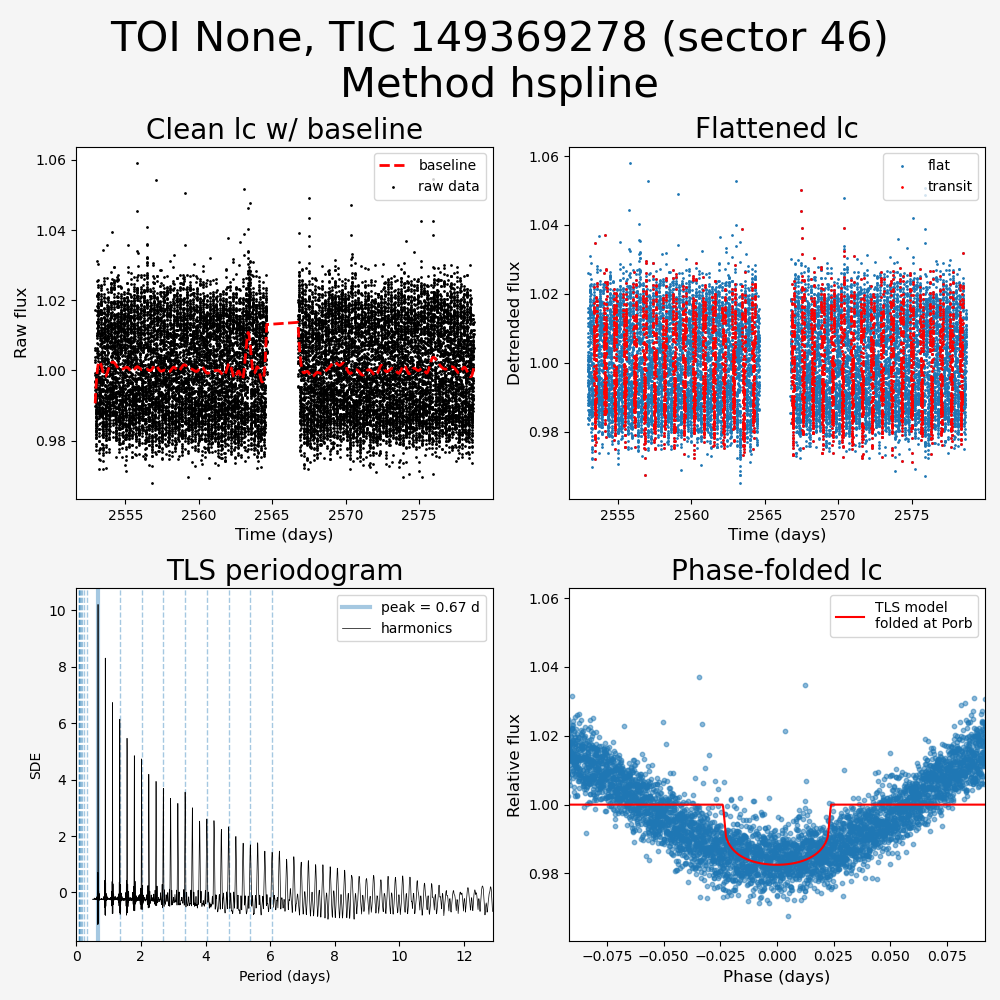 TOI None, TIC 149369278 (sector 46)
Method hspline
Clean lc w/ baseline
Flattened lc
1.06
1.04
1.02
1.00
0.98
Raw flux
baseline
raw data
2555
2560
2565
2570
2575
Time (days)
1.06
1.04
1.02
1.00
0.98
Detrended flux
flat
transit
2555
2560
2565
2570
2575
Time (days)
TLS periodogram
Phase-folded lc
10
8
6
4
2
0
SDE
peak = 0.67 d
harmonics
0
2
4
6
8
10
12
Period (days)
1.06
1.04
1.02
1.00
0.98
Relative flux
TLS model
folded at Porb
−0.075
−0.050
−0.025
0.000
0.025
0.050
0.075
Phase (days)